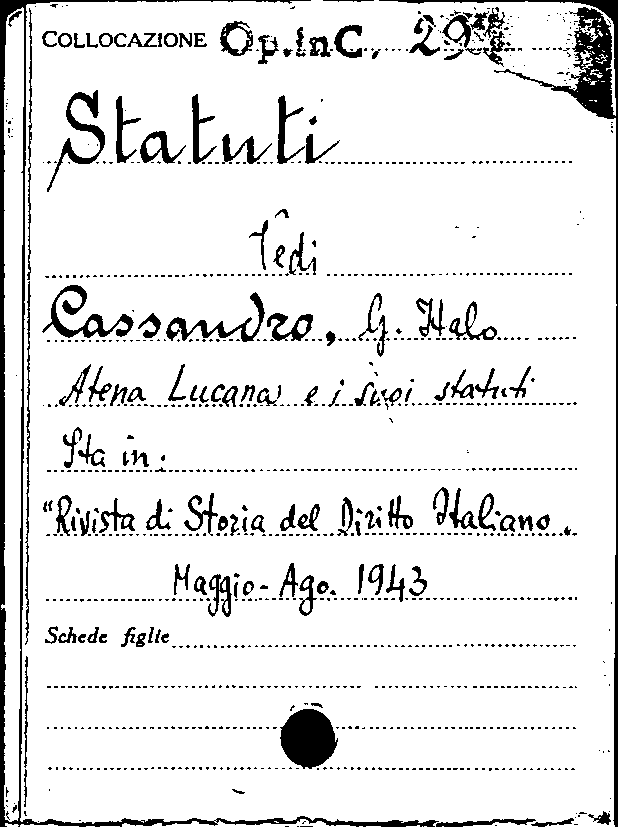 COLLOCAZIONE Op.inC. 29
Statuti
Vedi
Cassandro, G. Italo
Atena Lucana e i suoi statuti
Sta in:
"Rivista di Storia del Diritto Italiano.
Maggio-Ago. 1943
Schede figlie